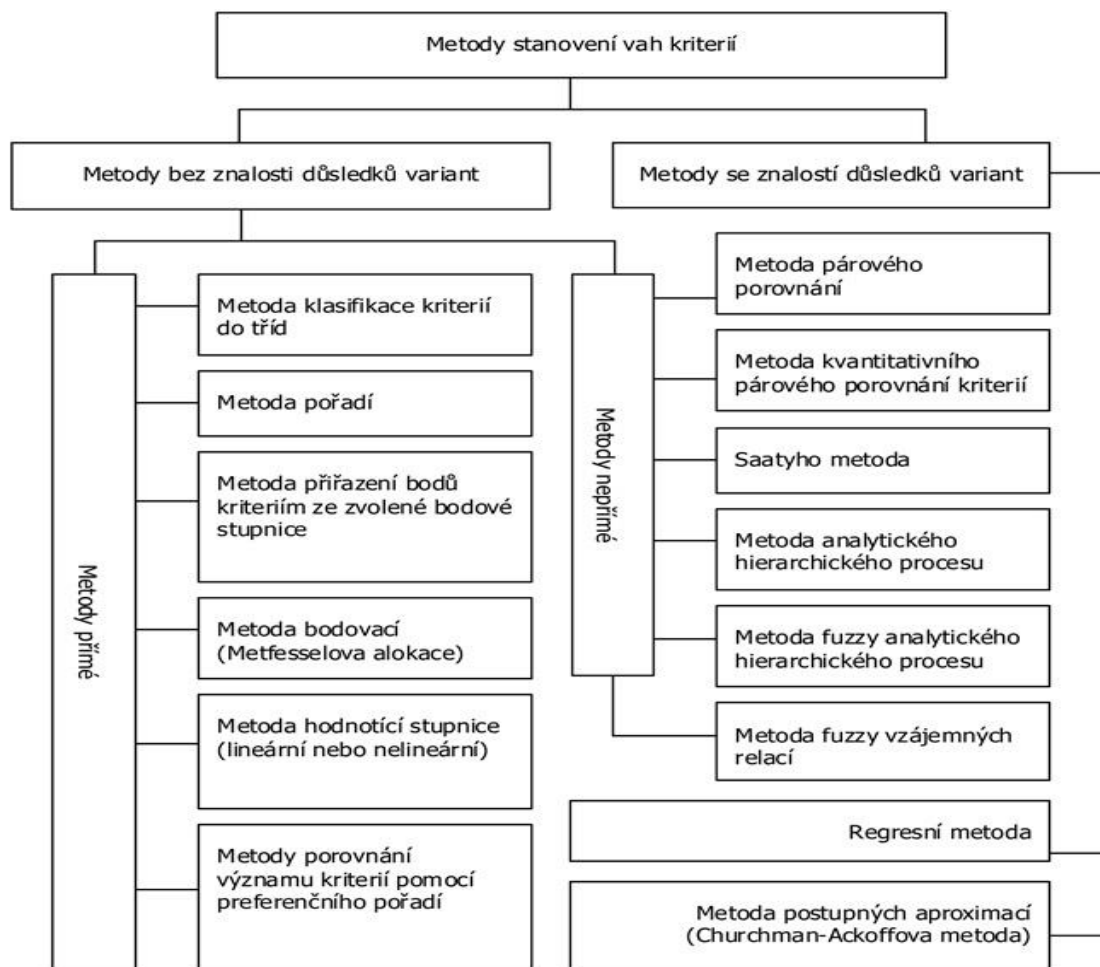 Metody stanovení vah kriterií
Metody bez znalosti důsledků variant
Metody se znalostí důsledků variant
Metody přímé
Metoda klasifikace kriterií
do tříd
Metoda pořadí
Metoda přiřazení bodů
kriteriím ze zvolené bodové
stupnice
Metoda bodovací
(Metfesselova alokace)
Metoda hodnotící stupnice
(lineární nebo nelineární)
Metody porovnání
významu kriterií pomocí
preferenčního pořadí
Metody nepřímé
Metoda párového
porovnání
Metoda kvantitativního
párového porovnání kriterií
Saatyho metoda
Metoda analytického
hierarchického procesu
Metoda fuzzy analytického
hierarchického procesu
Metoda fuzzy vzájemných
relací
Regresní metoda
Metoda postupných aproximací
(Churchman-Ackoffova metoda)